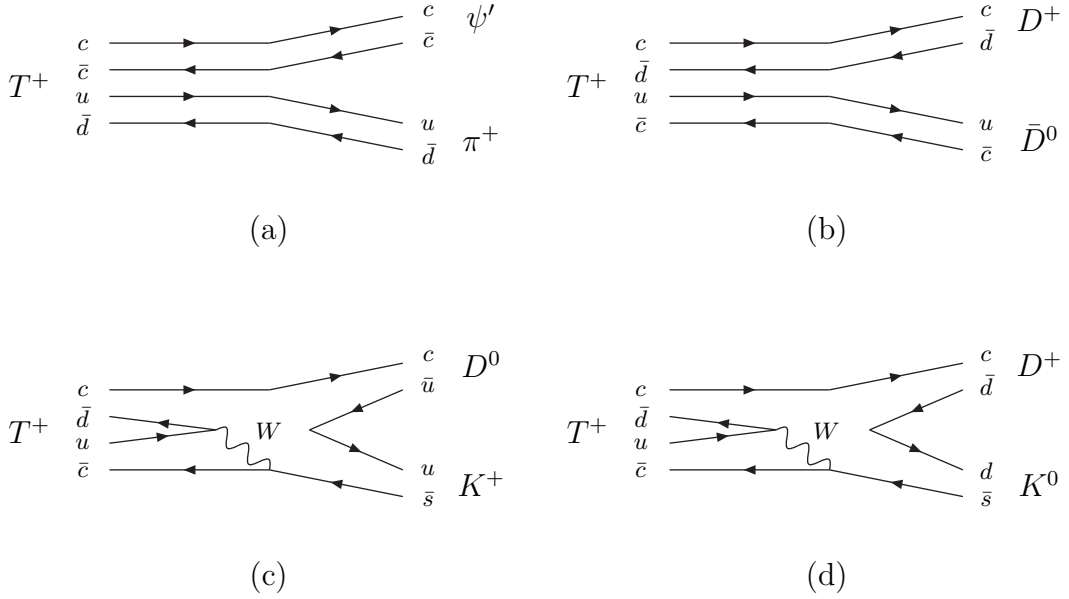 c
c̄
ψ′
c
c̄
u
d̄
T⁺
u
d̄
π⁺
(a)
c
d̄
D⁺
c
d̄
u
c̄
T⁺
u
c̄
D̄⁰
(b)
c
ū
D⁰
c
d̄
u
c̄
T⁺
W
u
s̄
K⁺
(c)
c
d̄
D⁺
c
d̄
u
c̄
T⁺
W
d
s̄
K⁰
(d)